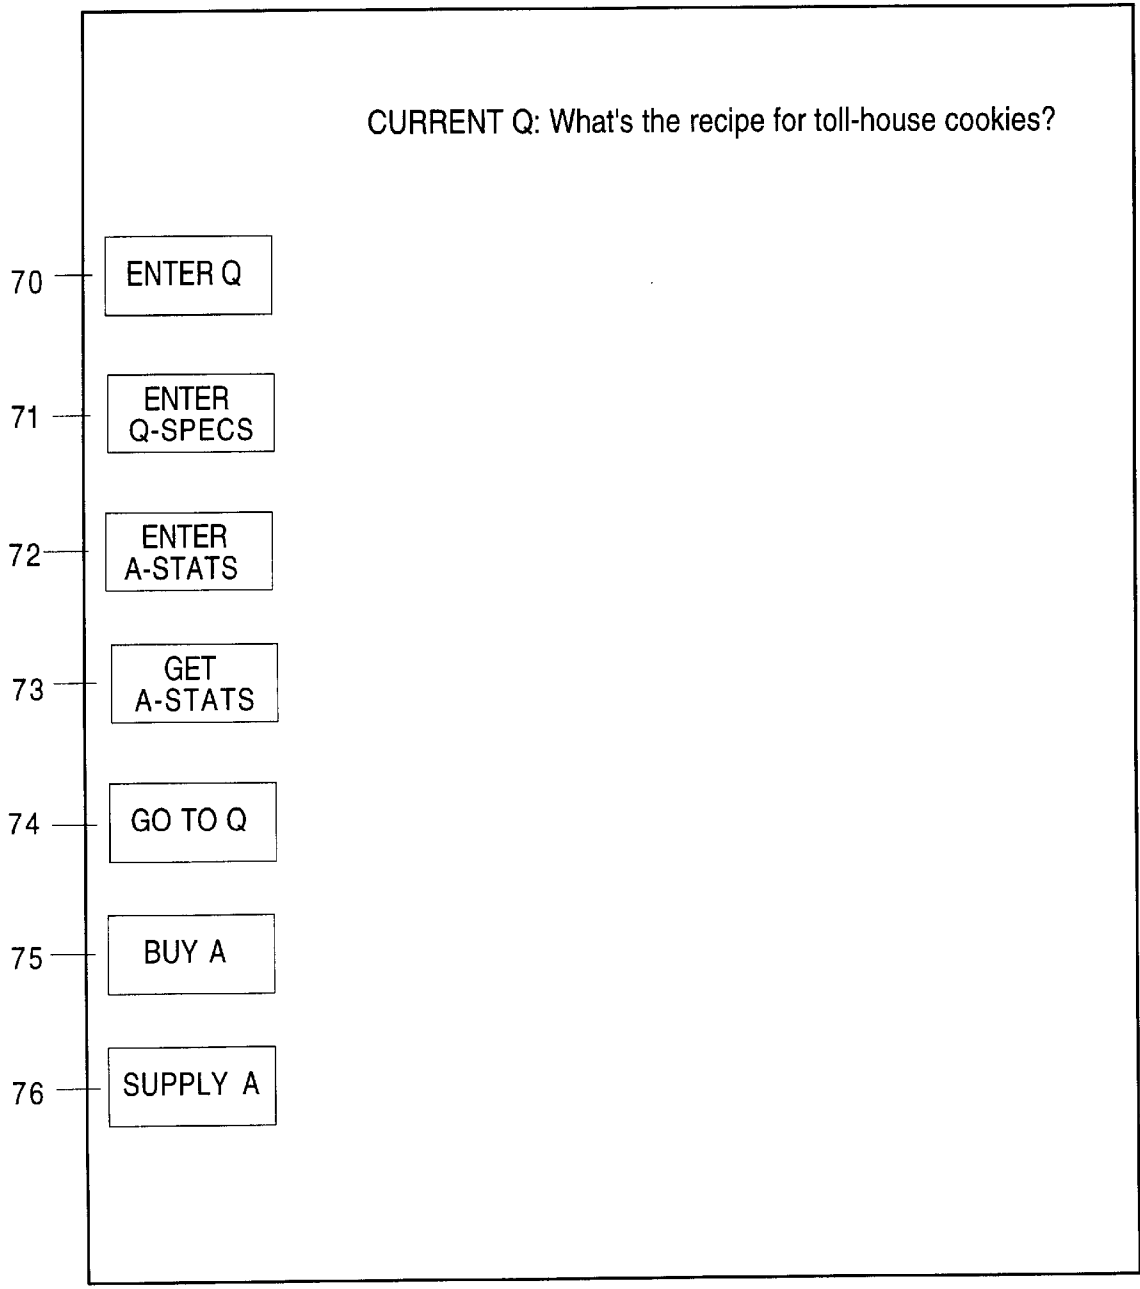 CURRENT Q: What's the recipe for toll-house cookies?
70
ENTER Q
71
ENTER
Q-SPECS
72
ENTER
A-STATS
73
GET
A-STATS
74
GO TO Q
75
BUY A
76
SUPPLY A